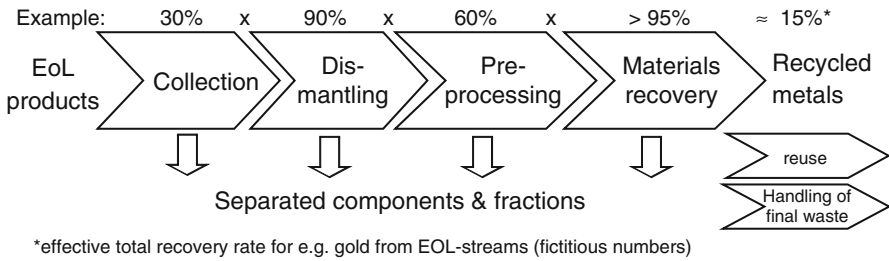 Example: 30% x 90% x 60% x > 95% ≈ 15%*
EoL
products
Collection
Dis-
mantling
Pre-
processing
Materials
recovery
Recycled
metals
reuse
Separated components & fractions
Handling of
final waste
*effective total recovery rate for e.g. gold from EOL-streams (fictitious numbers)